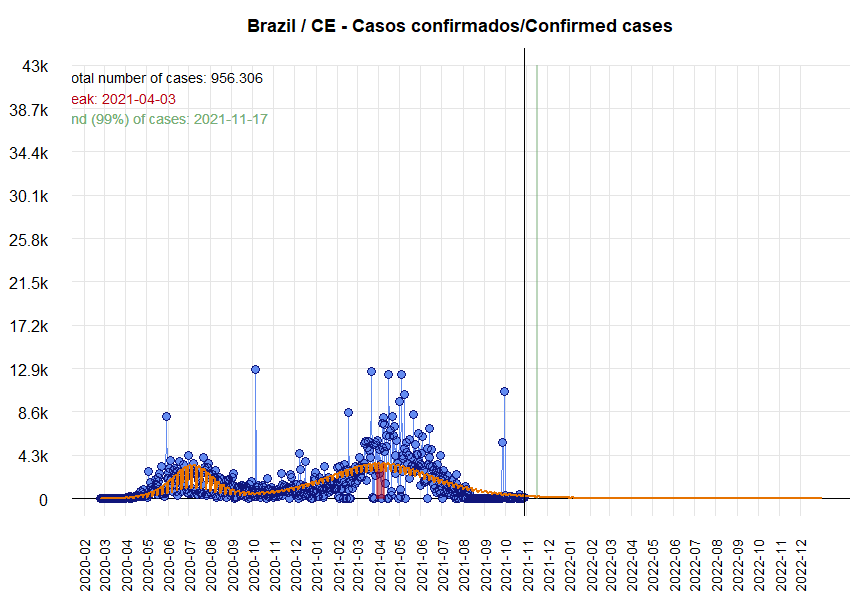 Brazil / CE - Casos confirmados/Confirmed cases
43k
otal number of cases: 956.306
eak: 2021-04-03
38.7k
nd (99%) of cases: 2021-11-17
34.4k
30.1k
25.8k
21.5k
17.2k
12.9k
8.6k
4.3k
0
2020-02
2020-03
2020-04
2020-05
2020-06
2020-07
2020-08
2020-09
2020-10
2020-11
2020-12
2021-01
2021-02
2021-03
2021-04
2021-05
2021-06
2021-07
2021-08
2021-09
2021-10
2021-11
2021-12
2022-01
2022-02
2022-03
2022-04
2022-05
2022-06
2022-07
2022-08
2022-09
2022-10
2022-11
2022-12